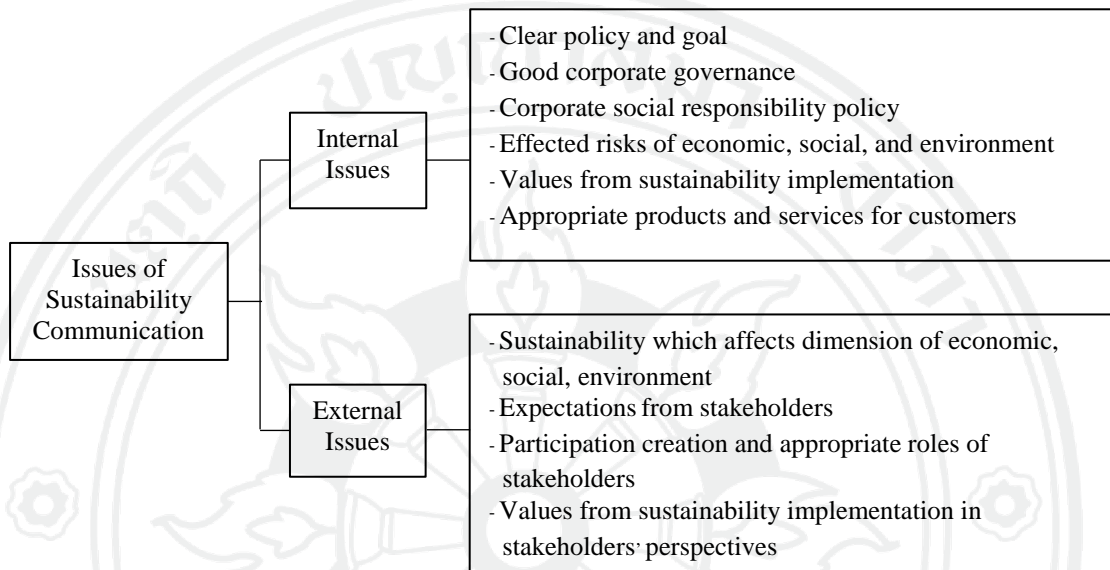 - Clear policy and goal
- Good corporate governance
- Corporate social responsibility policy
- Effected risks of economic, social, and environment
- Values from sustainability implementation
- Appropriate products and services for customers
Internal
Issues
Issues of
Sustainability
Communication
External
Issues
- Sustainability which affects dimension of economic,
social, environment
- Expectations from stakeholders
- Participation creation and appropriate roles of
stakeholders
- Values from sustainability implementation in
stakeholders’ perspectives